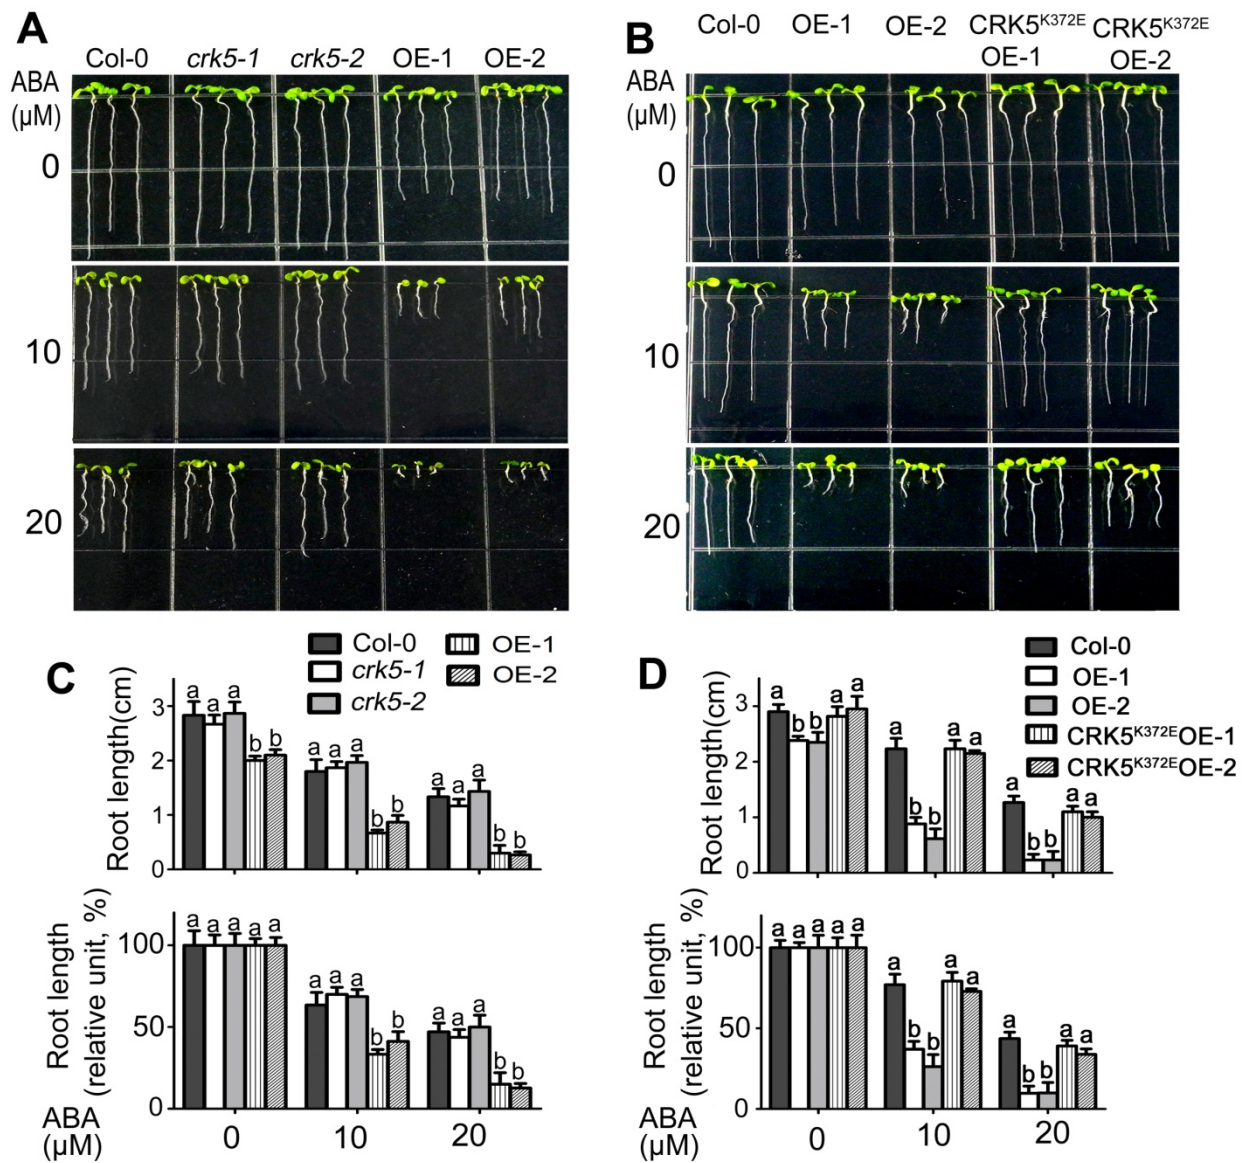 A
Col-0 crk5-1 crk5-2 OE-1 OE-2
ABA
(μM)
0
10
20
B
Col-0 OE-1 OE-2 CRK5K372E CRK5K372E
OE-1 OE-2
ABA
(μM)
0
10
20
C
Col-0 OE-1
crk5-1 OE-2
crk5-2
Root length(cm)
3
2
1
0
a a a b b
a a a b b
a a a b b
Root length
(relative unit, %)
100
50
0
a a a a a
a a a b b
a a a b b
ABA
(μM)
0 10 20
D
Col-0
OE-1
OE-2
CRK5K372EOE-1
CRK5K372EOE-2
Root length(cm)
3
2
1
0
a b b a a
a b b a a
a b b a a
Root length
(relative unit, %)
100
50
0
a a a a a
a b b a a
a b b a a
ABA
(μM)
0 10 20